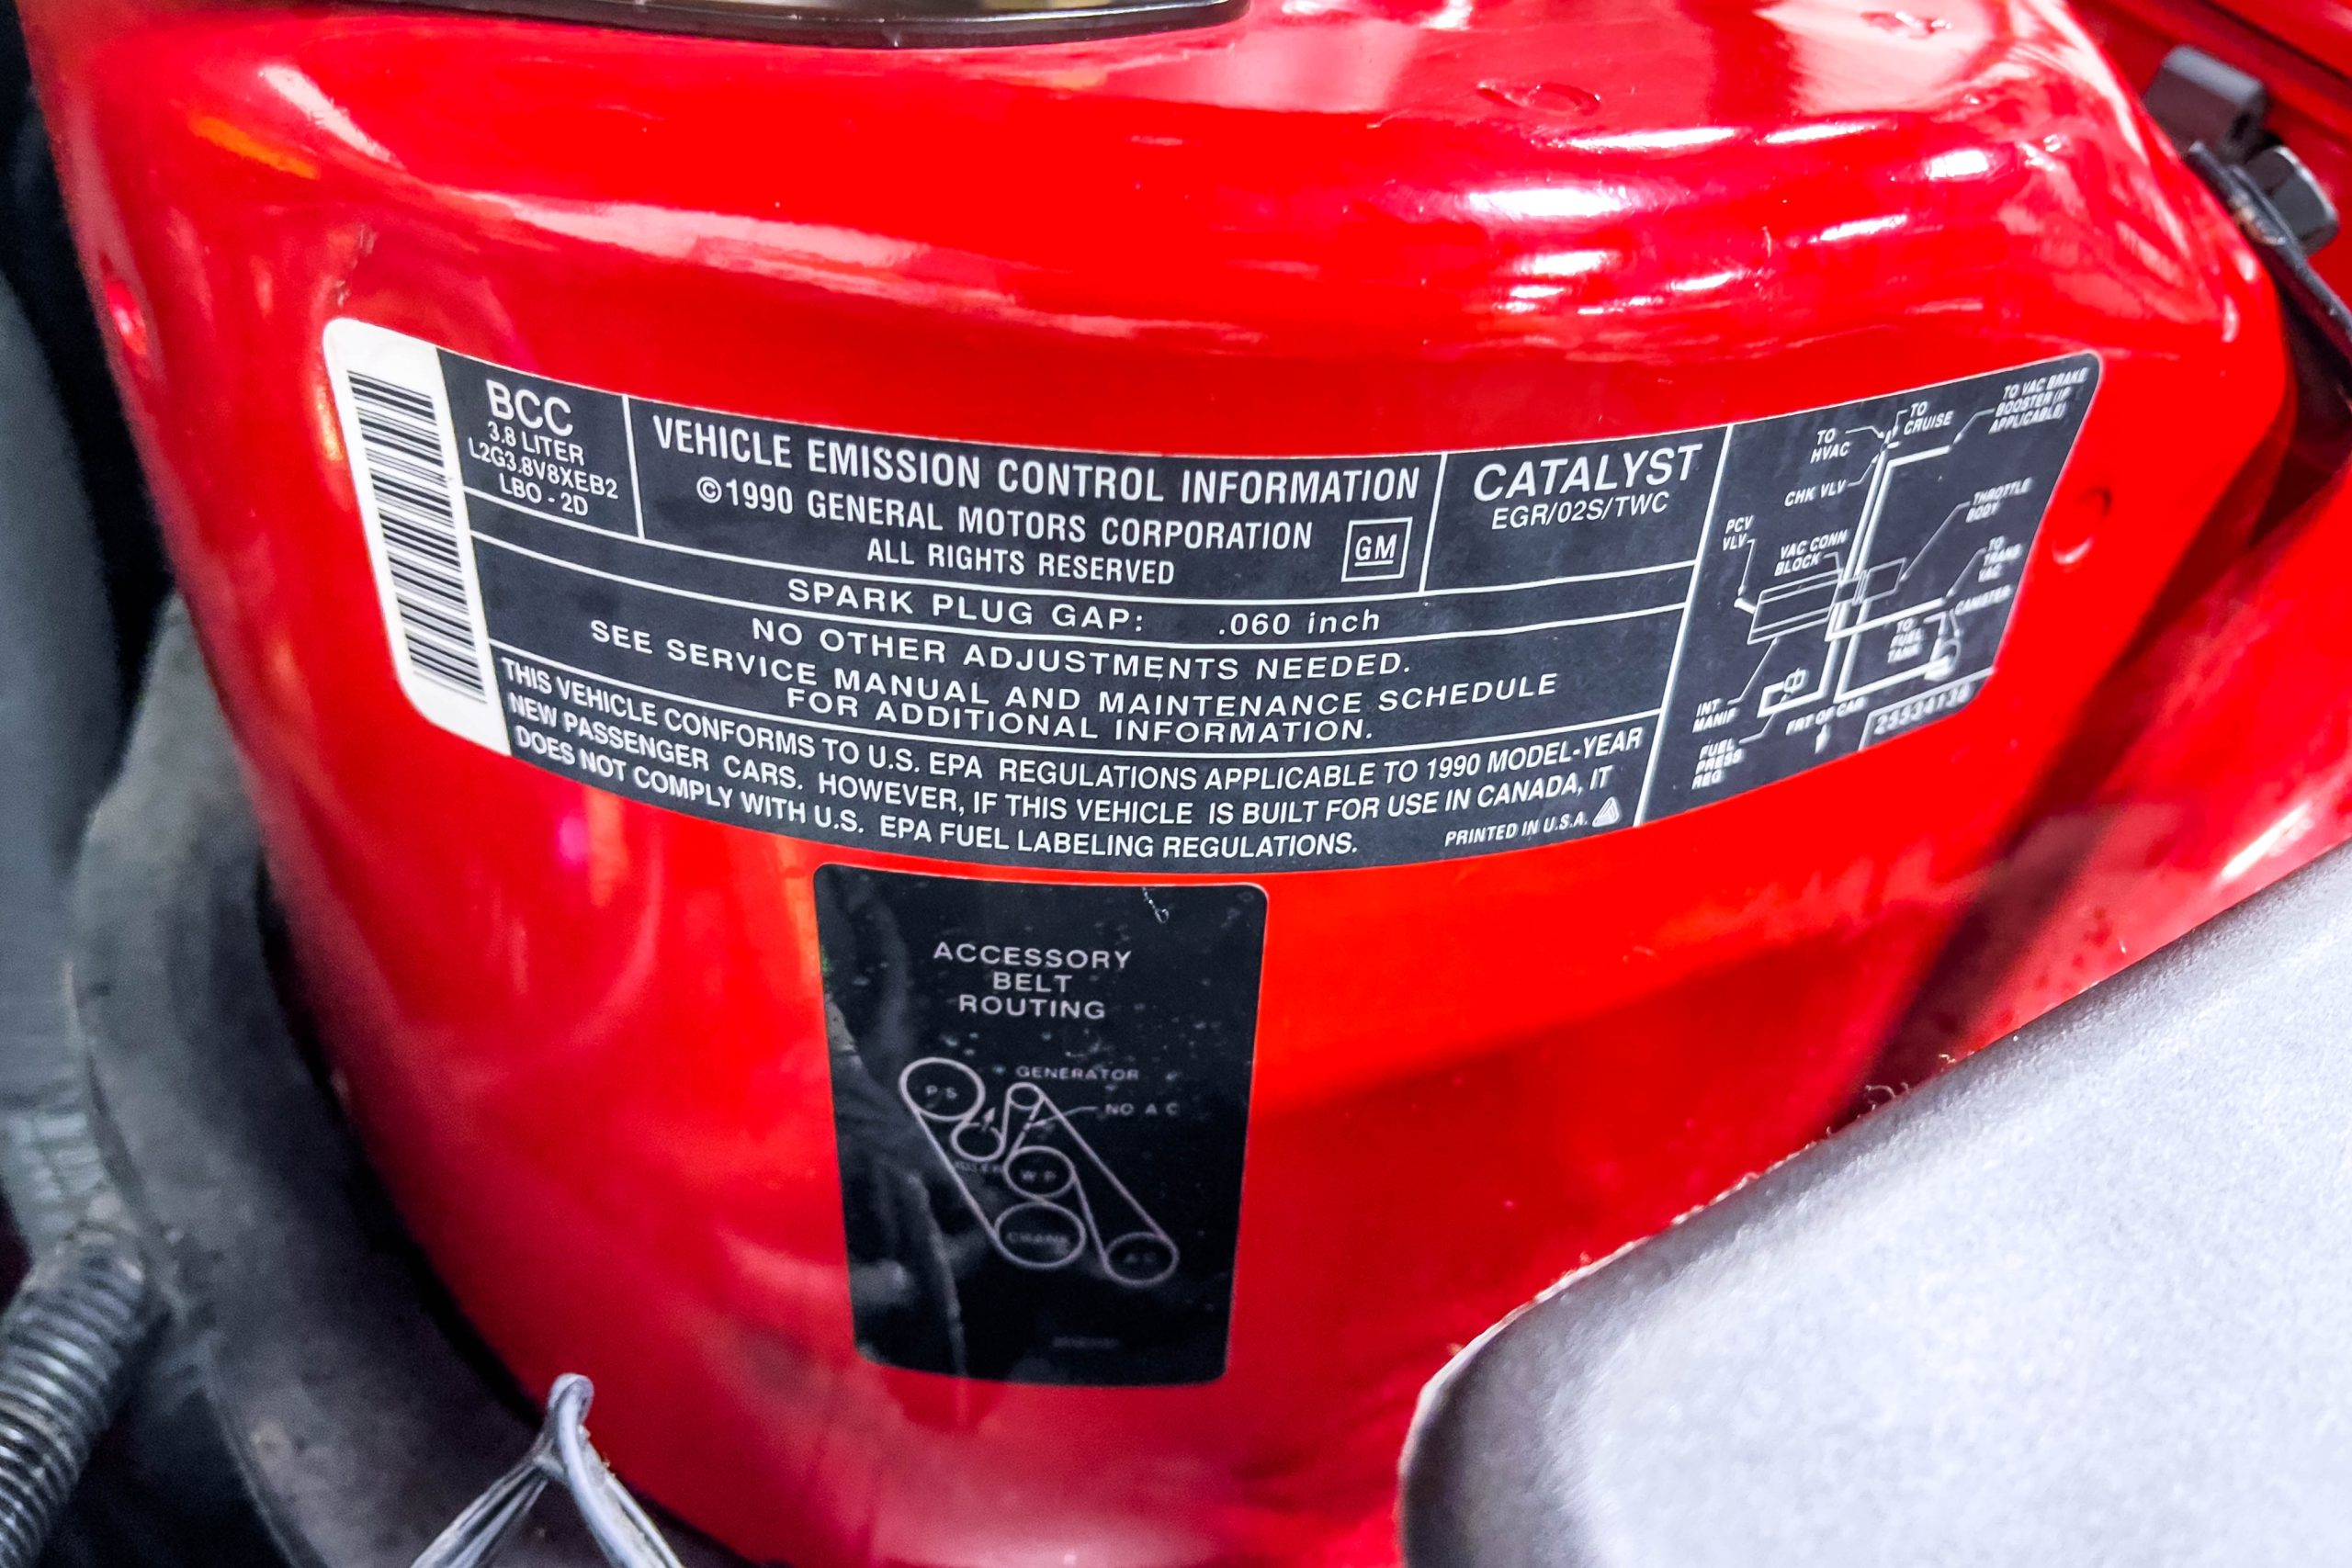 BCC
3.8 LITER
L2G3.8V8XEB2
LBO - 2D
VEHICLE EMISSION CONTROL INFORMATION
©1990 GENERAL MOTORS CORPORATION
ALL RIGHTS RESERVED
GM
CATALYST
EGR/02S/TWC
SPARK PLUG GAP: .060 inch
NO OTHER ADJUSTMENTS NEEDED.
SEE SERVICE MANUAL AND MAINTENANCE SCHEDULE
FOR ADDITIONAL INFORMATION.
THIS VEHICLE CONFORMS TO U.S. EPA REGULATIONS APPLICABLE TO 1990 MODEL-YEAR
NEW PASSENGER CARS. HOWEVER, IF THIS VEHICLE IS BUILT FOR USE IN CANADA, IT
DOES NOT COMPLY WITH U.S. EPA FUEL LABELING REGULATIONS.
PRINTED IN U.S.A.
TO VAC BRAKE
BOOSTER (IF
APPLICABLE)
TO
CRUISE
TO
HVAC
CHK VLV
THROTTLE
BODY
PCV
VLV
VAC CONN
BLOCK
TO
TRANS
VAC
CANISTER
TO
FUEL
TANK
INT
MANIF
FRT OF CAR
FUEL
PRESS
REG
25534136
ACCESSORY
BELT
ROUTING
GENERATOR
P S
NO A C
W P
CRANK
A C